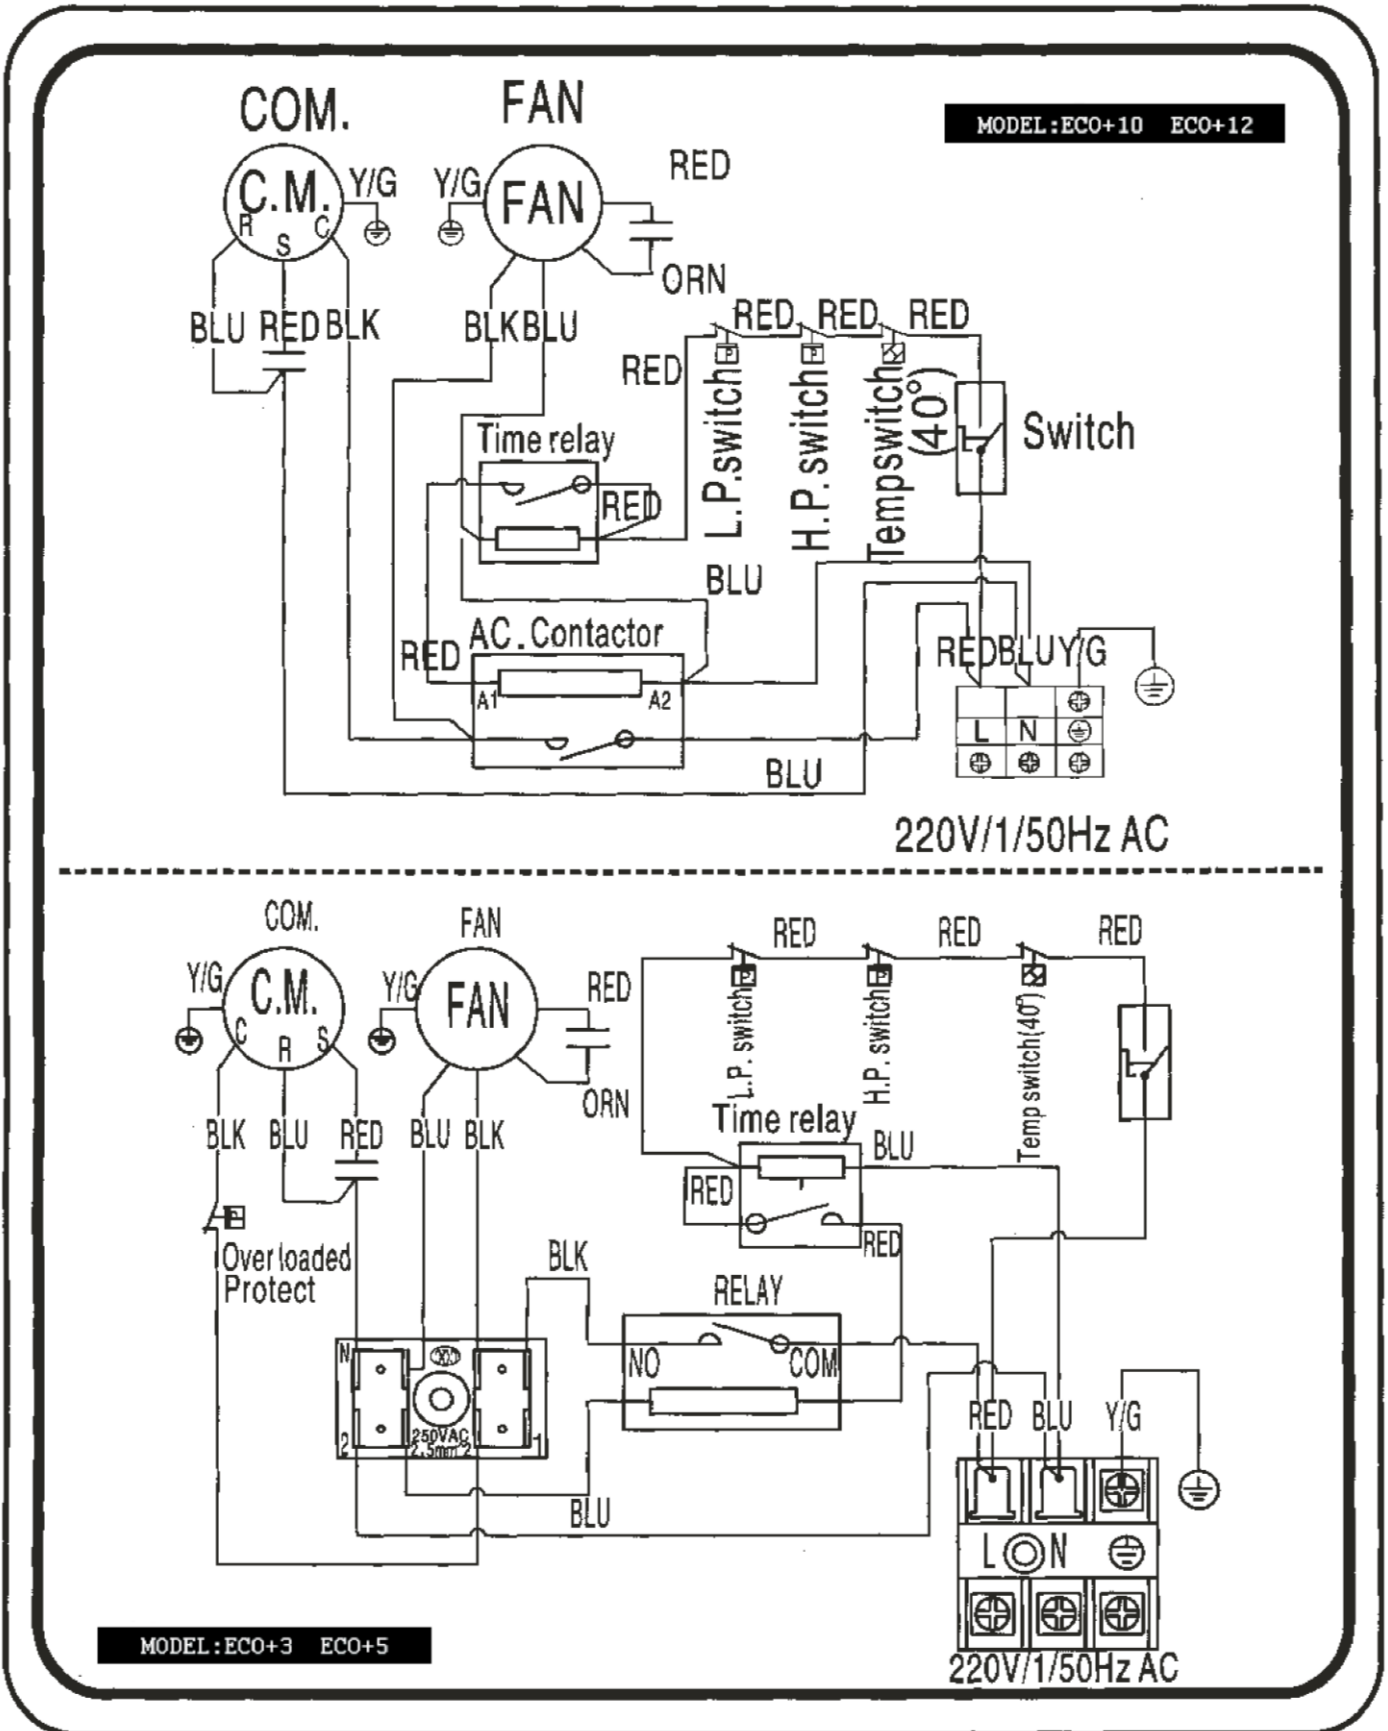 COM.
FAN
MODEL:ECO+10 ECO+12
C.M.
R
S
C
Y/G
Y/G
FAN
RED
ORN
BLU RED BLK
BLK BLU
RED
RED
RED
RED
L.P.switch
P
H.P.switch
P
Tempswitch
(40°)
Switch
Time relay
RED
BLU
AC.Contactor
RED
A1
A2
RED BLU Y/G
L N
BLU
220V/1/50Hz AC
COM.
FAN
Y/G
C.M.
C
R
S
Y/G
FAN
RED
ORN
RED
RED
RED
L.P. switch
P
H.P. switch
P
Temp switch(40°)
BLK BLU RED
BLU BLK
P
Over loaded
Protect
Time relay
BLU
RED
RED
BLK
RELAY
NO
COM
N
2
250VAC
2.5mm 2
1
BLU
RED BLU Y/G
L N
220V/1/50Hz AC
MODEL:ECO+3 ECO+5